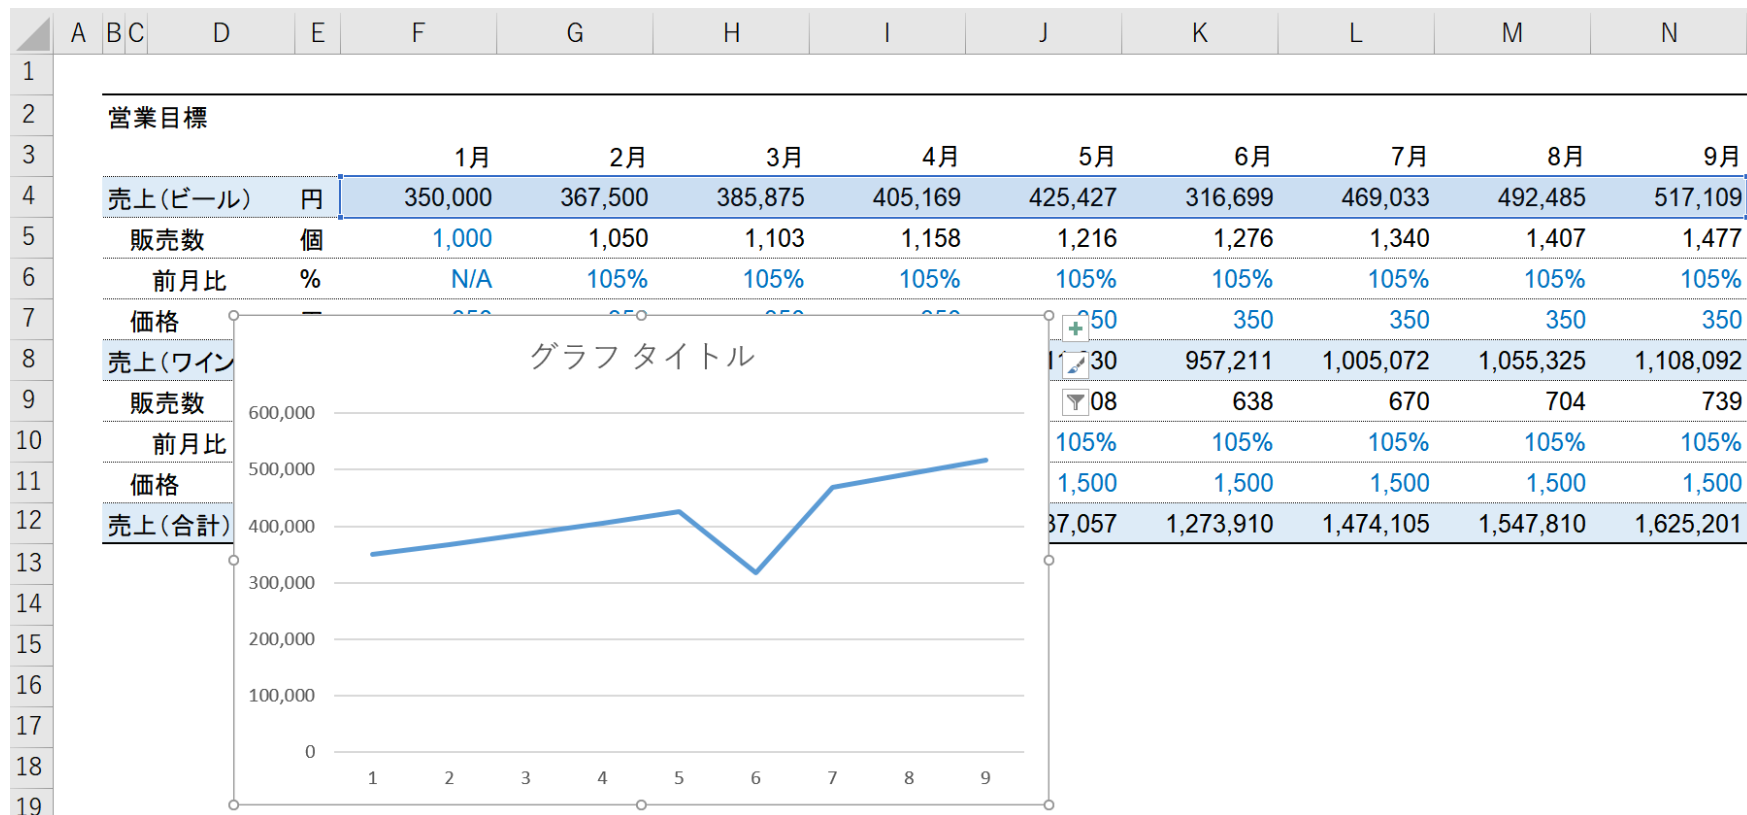 A B C D E F G H I J K L M N
1
2 営業目標
3 1月 2月 3月 4月 5月 6月 7月 8月 9月
4 売上(ビール) 円 350,000 367,500 385,875 405,169 425,427 316,699 469,033 492,485 517,109
5 販売数 個 1,000 1,050 1,103 1,158 1,216 1,276 1,340 1,407 1,477
6 前月比 % N/A 105% 105% 105% 105% 105% 105% 105% 105%
7 価格 50 350 350 350 350
8 売上(ワイン 30 957,211 1,005,072 1,055,325 1,108,092
9 販売数 08 638 670 704 739
10 前月比 105% 105% 105% 105% 105%
11 価格 1,500 1,500 1,500 1,500 1,500
12 売上(合計) 37,057 1,273,910 1,474,105 1,547,810 1,625,201
13
14
15
16
17
18
19
グラフ タイトル
600,000
500,000
400,000
300,000
200,000
100,000
0
1 2 3 4 5 6 7 8 9